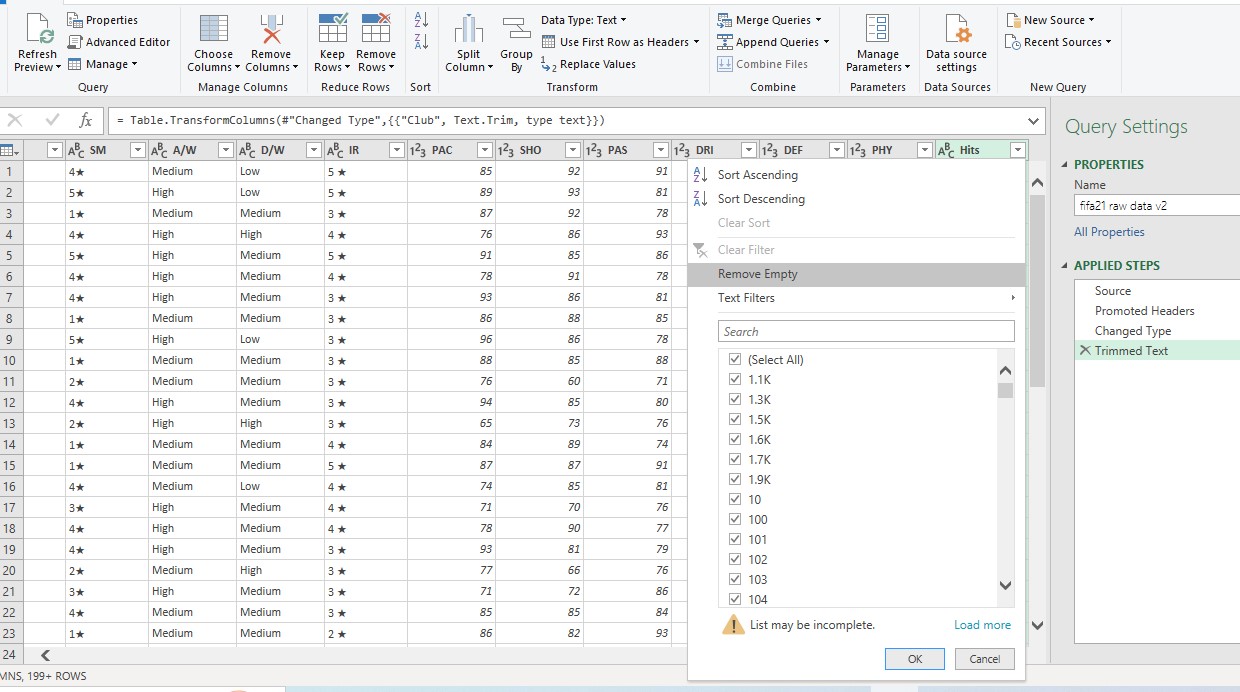 Refresh Preview
Properties
Advanced Editor
Manage
Query
Choose Columns
Remove Columns
Manage Columns
Keep Rows
Remove Rows
Reduce Rows
Sort
Split Column
Group By
Data Type: Text
Use First Row as Headers
Replace Values
Transform
Merge Queries
Append Queries
Combine Files
Combine
Manage Parameters
Parameters
Data source settings
Data Sources
New Source
Recent Sources
New Query
fx = Table.TransformColumns(#"Changed Type",{{"Club", Text.Trim, type text}})
SM A/W D/W IR PAC SHO PAS DRI DEF PHY Hits
1 4★ Medium Low 5 ★ 85 92 91
2 5★ High Low 5 ★ 89 93 81
3 1★ Medium Medium 3 ★ 87 92 78
4 4★ High High 4 ★ 76 86 93
5 5★ High Medium 5 ★ 91 85 86
6 4★ High Medium 4 ★ 78 91 78
7 4★ High Medium 3 ★ 93 86 81
8 1★ Medium Medium 3 ★ 86 88 85
9 5★ High Low 3 ★ 96 86 78
10 1★ Medium Medium 3 ★ 88 85 88
11 2★ Medium Medium 3 ★ 76 60 71
12 4★ High Medium 3 ★ 94 85 80
13 2★ High High 3 ★ 65 73 76
14 1★ Medium Medium 4 ★ 84 89 74
15 1★ Medium Medium 5 ★ 87 87 91
16 4★ Medium Low 4 ★ 74 85 81
17 3★ High Medium 4 ★ 71 70 76
18 4★ High Medium 4 ★ 78 90 77
19 4★ High Medium 3 ★ 93 81 79
20 2★ Medium High 3 ★ 77 66 76
21 3★ High Medium 3 ★ 71 72 86
22 4★ Medium Medium 3 ★ 85 85 84
23 1★ Medium Medium 2 ★ 86 82 93
24
MNS, 199+ ROWS
Sort Ascending
Sort Descending
Clear Sort
Clear Filter
Remove Empty
Text Filters
Search
(Select All)
1.1K
1.3K
1.5K
1.6K
1.7K
1.9K
10
100
101
102
103
104
List may be incomplete. Load more
OK Cancel
Query Settings
PROPERTIES
Name
fifa21 raw data v2
All Properties
APPLIED STEPS
Source
Promoted Headers
Changed Type
Trimmed Text